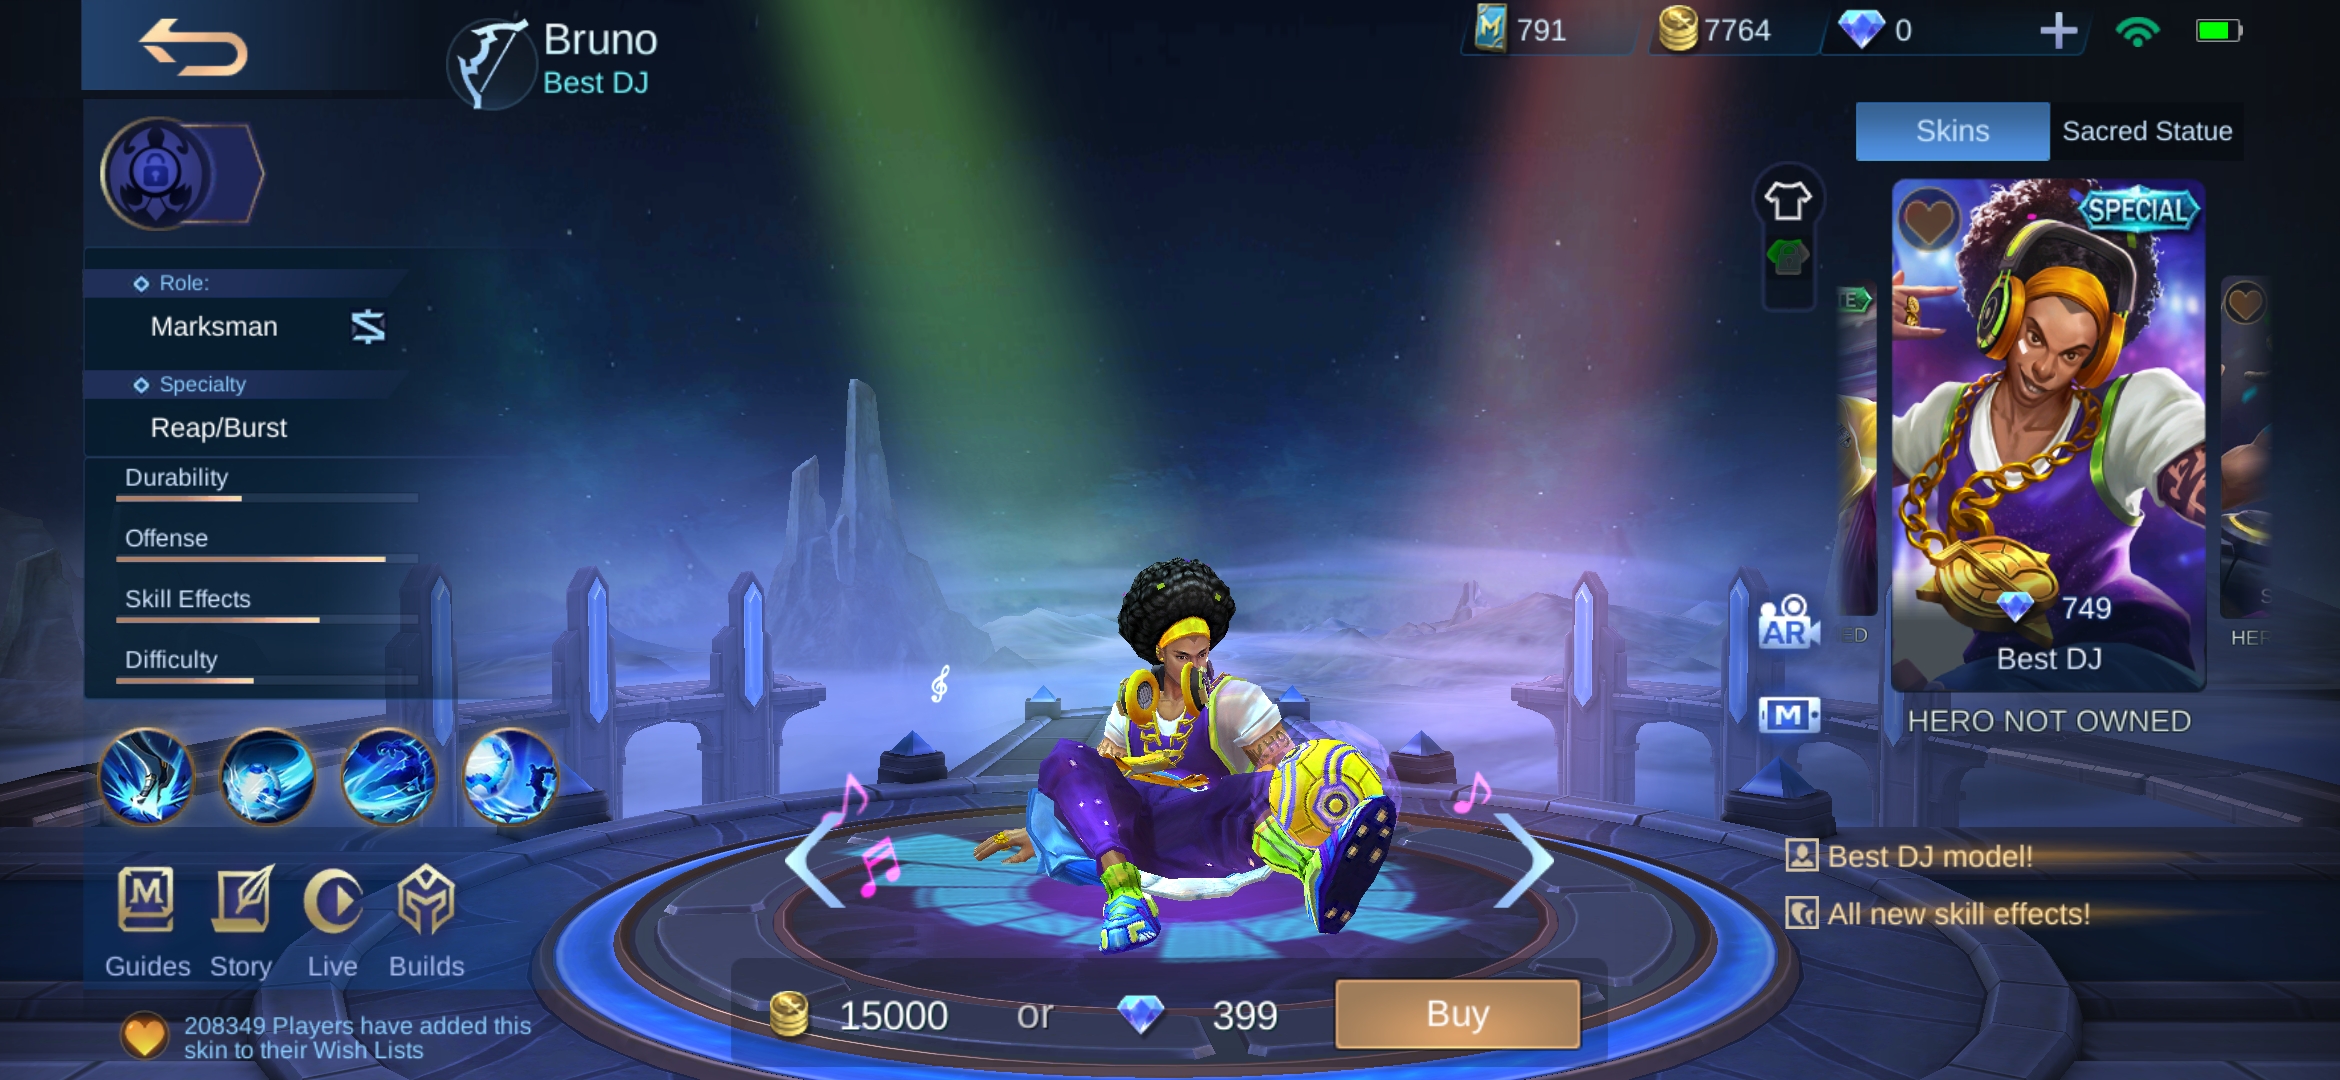 Bruno
Best DJ
791
7764
0
Skins
Sacred Statue
SPECIAL
Role:
Marksman
Specialty
Reap/Burst
Durability
Offense
Skill Effects
Difficulty
AR
M
749
Best DJ
HERO NOT OWNED
HER
ED
Best DJ model!
All new skill effects!
M
Guides
Story
Live
Builds
208349 Players have added this
skin to their Wish Lists
15000 or 399
Buy